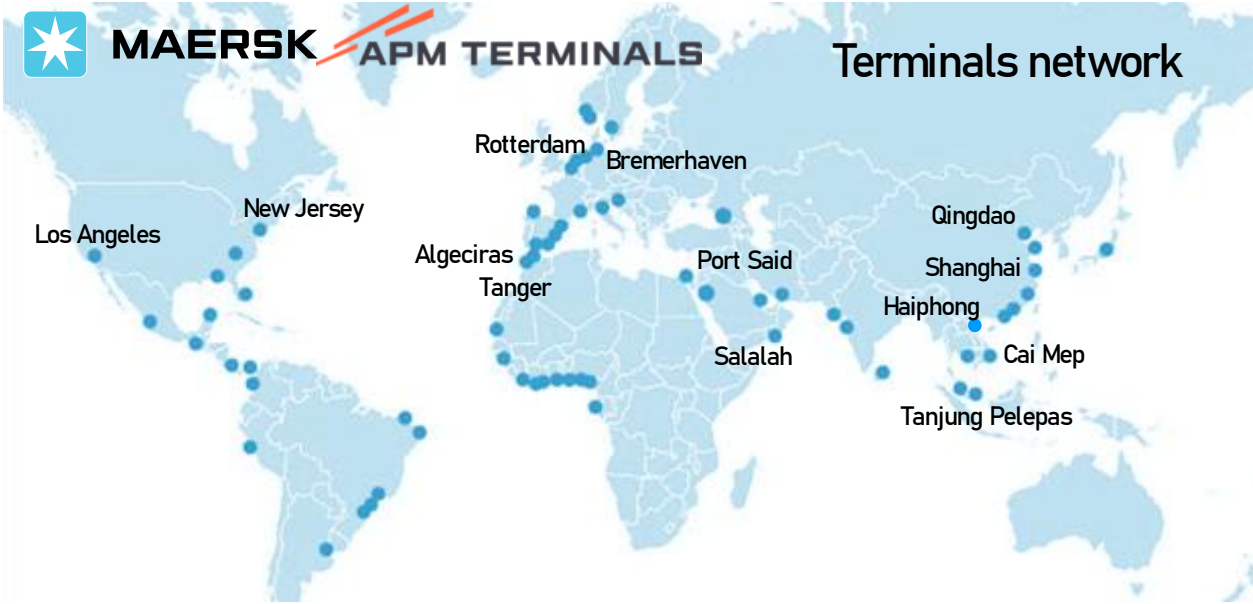 MAERSK
APM TERMINALS
Terminals network
Rotterdam
Bremerhaven
New Jersey
Los Angeles
Qingdao
Algeciras
Port Said
Shanghai
Tanger
Haiphong
Salalah
Cai Mep
Tanjung Pelepas